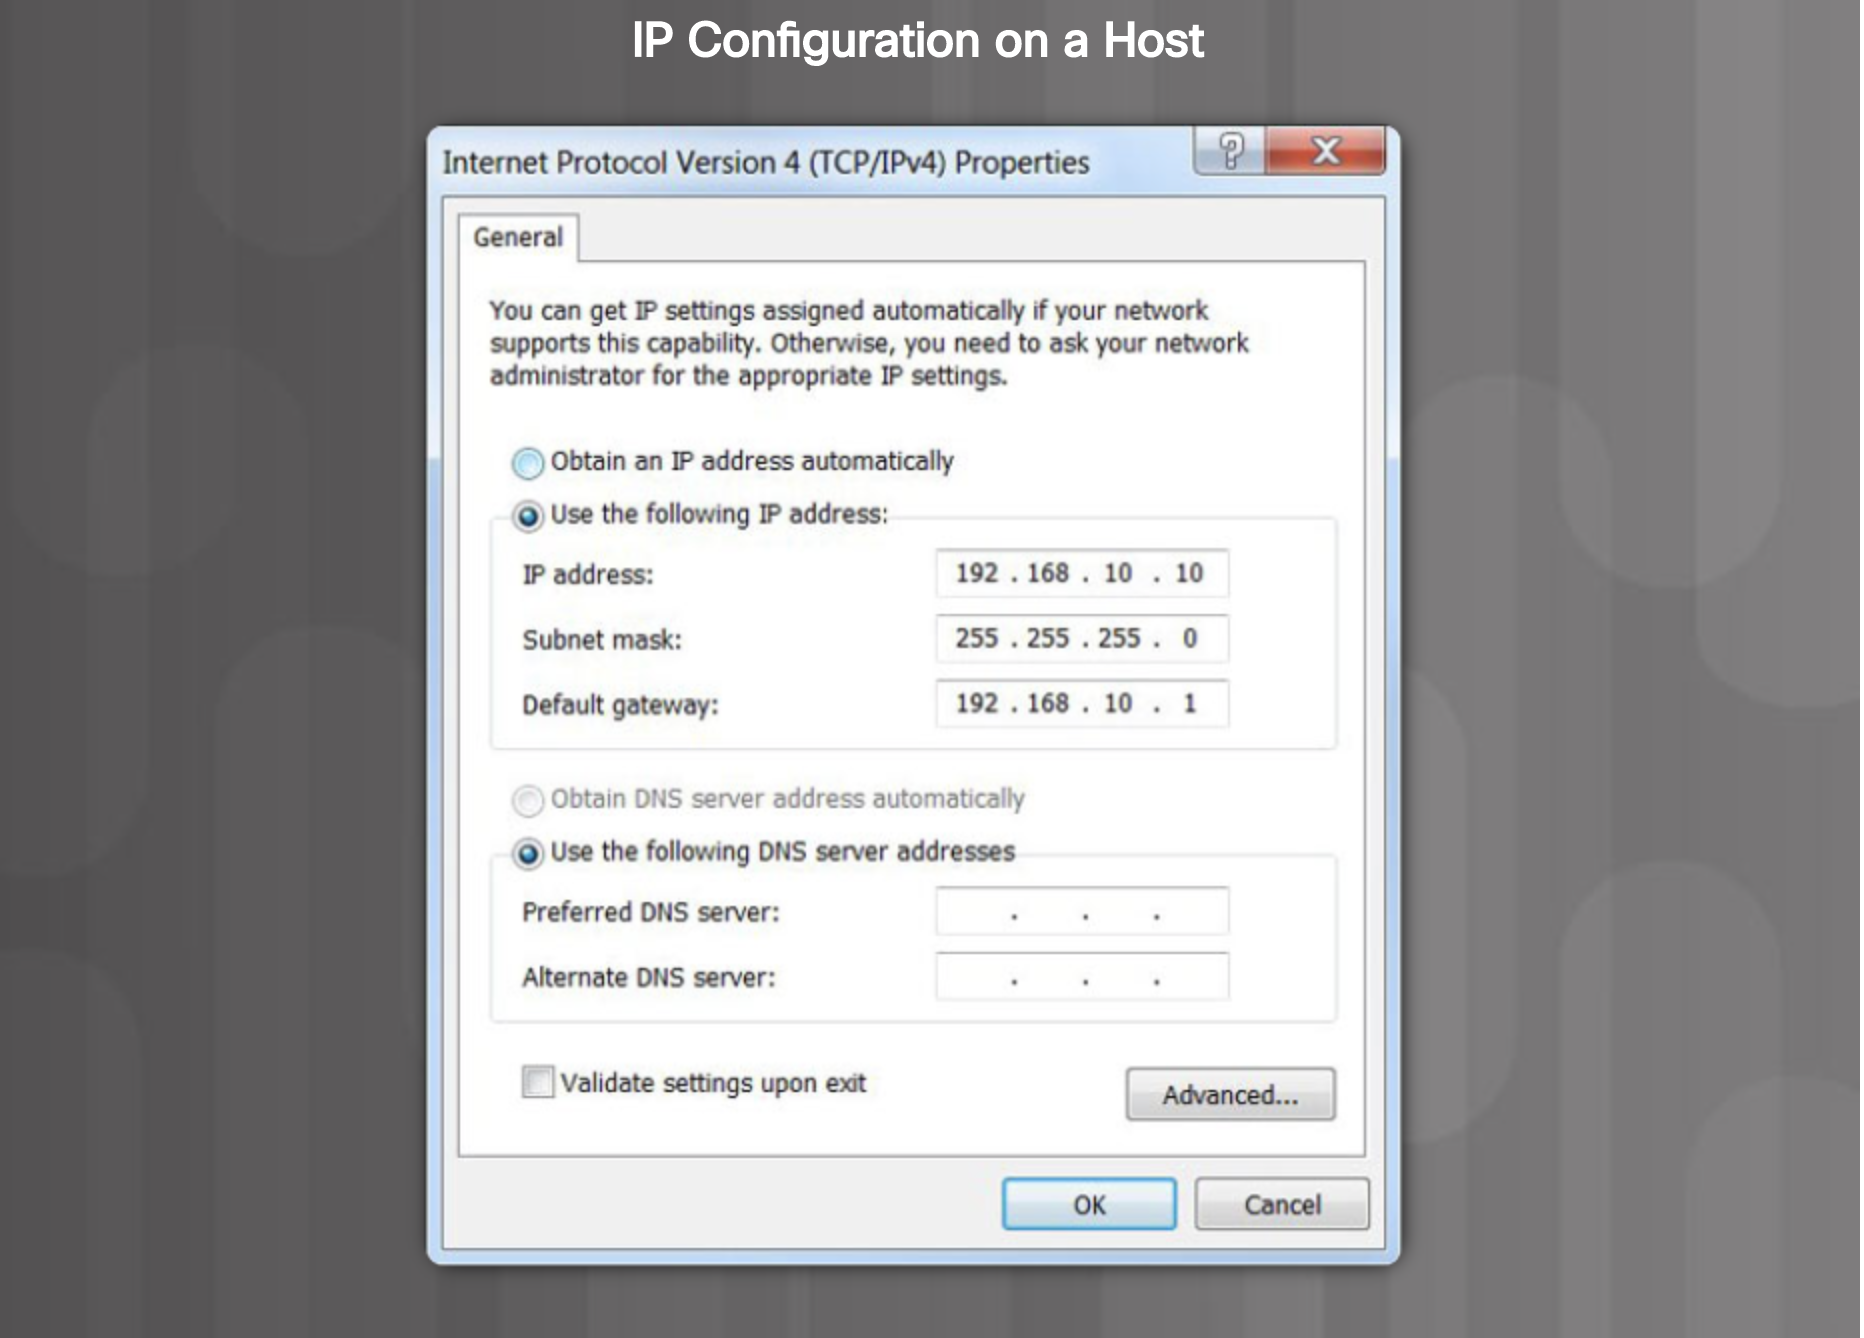 IP Configuration on a Host
Internet Protocol Version 4 (TCP/IPv4) Properties
General
You can get IP settings assigned automatically if your network
supports this capability. Otherwise, you need to ask your network
administrator for the appropriate IP settings.
Obtain an IP address automatically
Use the following IP address:
IP address: 192 . 168 . 10 . 10
Subnet mask: 255 . 255 . 255 . 0
Default gateway: 192 . 168 . 10 . 1
Obtain DNS server address automatically
Use the following DNS server addresses
Preferred DNS server: . . .
Alternate DNS server: . . .
Validate settings upon exit
Advanced...
OK Cancel